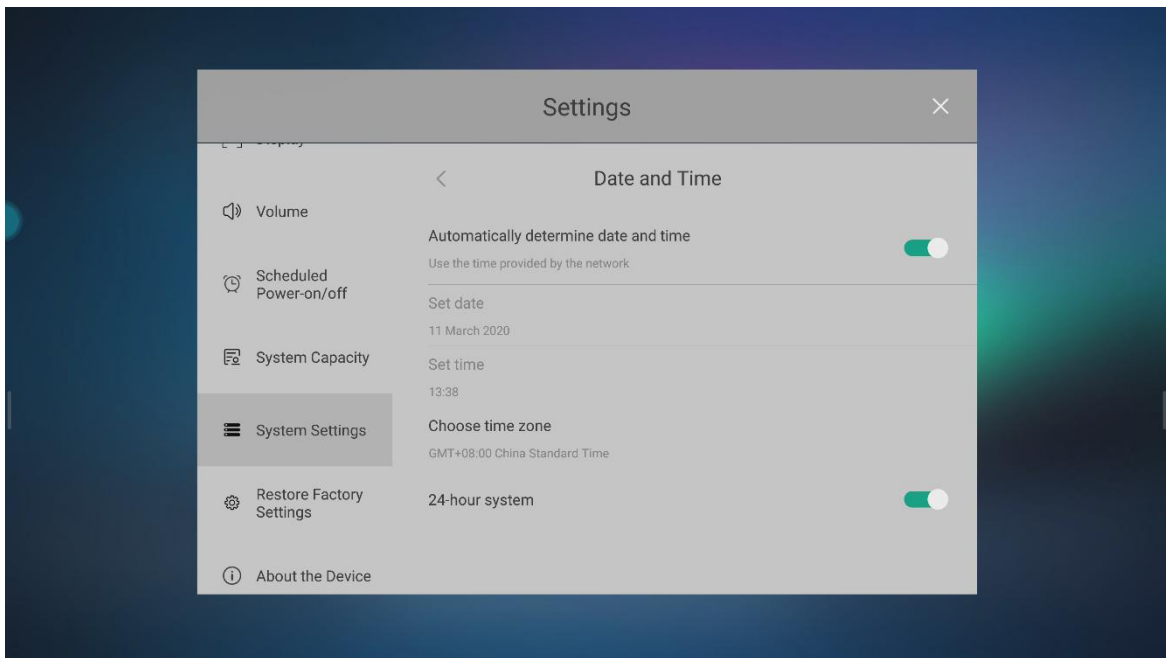 Settings
Display
Volume
Scheduled
Power-on/off
System Capacity
System Settings
Restore Factory
Settings
About the Device
Date and Time
Automatically determine date and time
Use the time provided by the network
Set date
11 March 2020
Set time
13:38
Choose time zone
GMT+08:00 China Standard Time
24-hour system